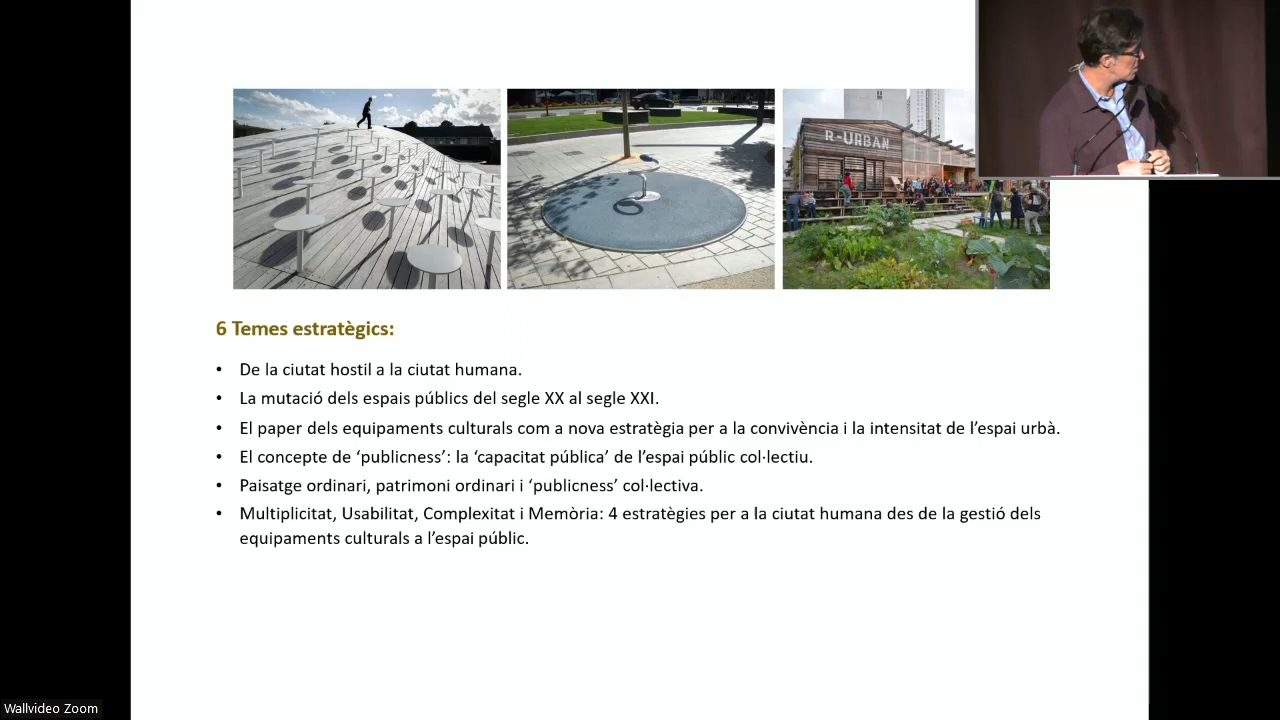 R-URBAN
6 Temes estratègics:
• De la ciutat hostil a la ciutat humana.
• La mutació dels espais públics del segle XX al segle XXI.
• El paper dels equipaments culturals com a nova estratègia per a la convivència i la intensitat de l’espai urbà.
• El concepte de ‘publicness’: la ‘capacitat pública’ de l’espai públic col·lectiu.
• Paisatge ordinari, patrimoni ordinari i ‘publicness’ col·lectiva.
• Multiplicitat, Usabilitat, Complexitat i Memòria: 4 estratègies per a la ciutat humana des de la gestió dels
equipaments culturals a l’espai públic.
Wallvideo Zoom